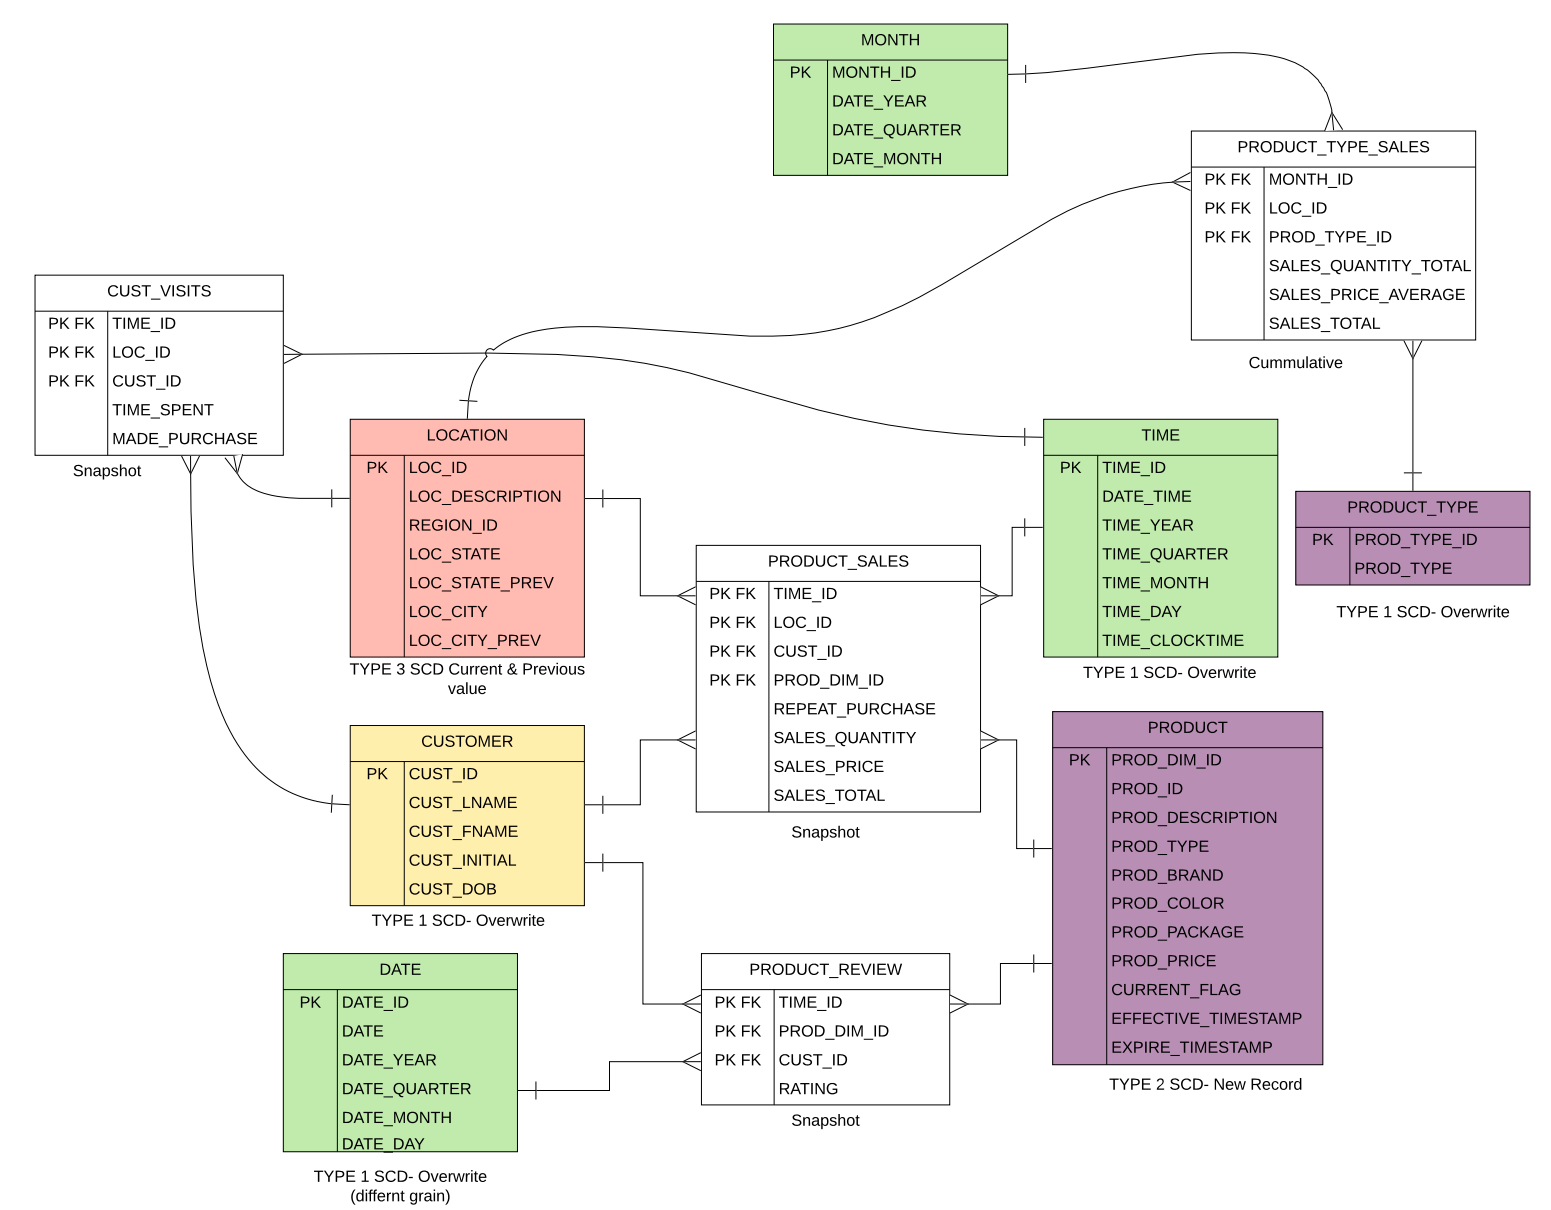 MONTH
PK MONTH_ID
DATE_YEAR
DATE_QUARTER
DATE_MONTH
PRODUCT_TYPE_SALES
PK FK MONTH_ID
PK FK LOC_ID
PK FK PROD_TYPE_ID
SALES_QUANTITY_TOTAL
SALES_PRICE_AVERAGE
SALES_TOTAL
Cummulative
CUST_VISITS
PK FK TIME_ID
PK FK LOC_ID
PK FK CUST_ID
TIME_SPENT
MADE_PURCHASE
Snapshot
LOCATION
PK LOC_ID
LOC_DESCRIPTION
REGION_ID
LOC_STATE
LOC_STATE_PREV
LOC_CITY
LOC_CITY_PREV
TYPE 3 SCD Current & Previous
value
TIME
PK TIME_ID
DATE_TIME
TIME_YEAR
TIME_QUARTER
TIME_MONTH
TIME_DAY
TIME_CLOCKTIME
TYPE 1 SCD- Overwrite
PRODUCT_TYPE
PK PROD_TYPE_ID
PROD_TYPE
TYPE 1 SCD- Overwrite
PRODUCT_SALES
PK FK TIME_ID
PK FK LOC_ID
PK FK CUST_ID
PK FK PROD_DIM_ID
REPEAT_PURCHASE
SALES_QUANTITY
SALES_PRICE
SALES_TOTAL
Snapshot
CUSTOMER
PK CUST_ID
CUST_LNAME
CUST_FNAME
CUST_INITIAL
CUST_DOB
TYPE 1 SCD- Overwrite
PRODUCT
PK PROD_DIM_ID
PROD_ID
PROD_DESCRIPTION
PROD_TYPE
PROD_BRAND
PROD_COLOR
PROD_PACKAGE
PROD_PRICE
CURRENT_FLAG
EFFECTIVE_TIMESTAMP
EXPIRE_TIMESTAMP
TYPE 2 SCD- New Record
DATE
PK DATE_ID
DATE
DATE_YEAR
DATE_QUARTER
DATE_MONTH
DATE_DAY
TYPE 1 SCD- Overwrite
(differnt grain)
PRODUCT_REVIEW
PK FK TIME_ID
PK FK PROD_DIM_ID
PK FK CUST_ID
RATING
Snapshot